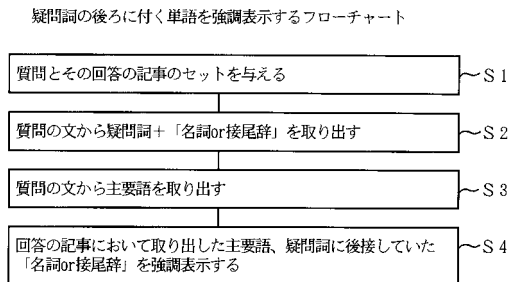 疑問詞の後ろに付く単語を強調表示するフローチャート
質問とその回答の記事のセットを与える
～S1
質問の文から疑問詞＋「名詞or接尾辞」を取り出す
～S2
質問の文から主要語を取り出す
～S3
回答の記事において取り出した主要語、疑問詞に後接していた
「名詞or接尾辞」を強調表示する
～S4